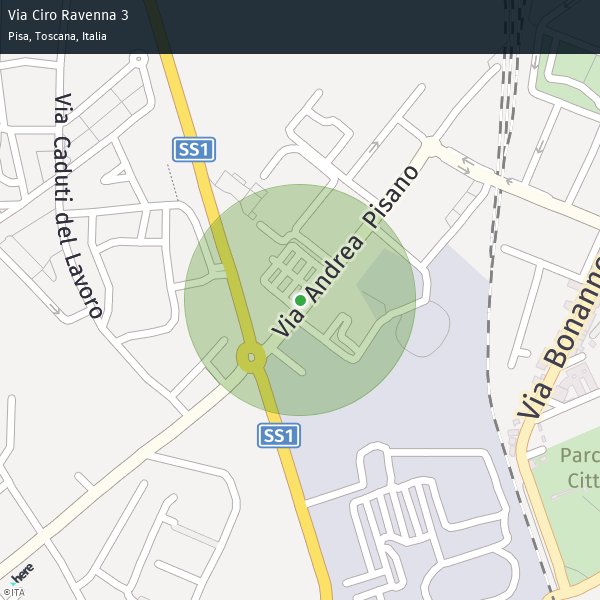 Via Ciro Ravenna 3
Pisa, Toscana, Italia
Via Caduti del Lavoro
SS1
Via Andrea Pisano
Via Bonanno
SS1
Parc
Citt
here
©ITA